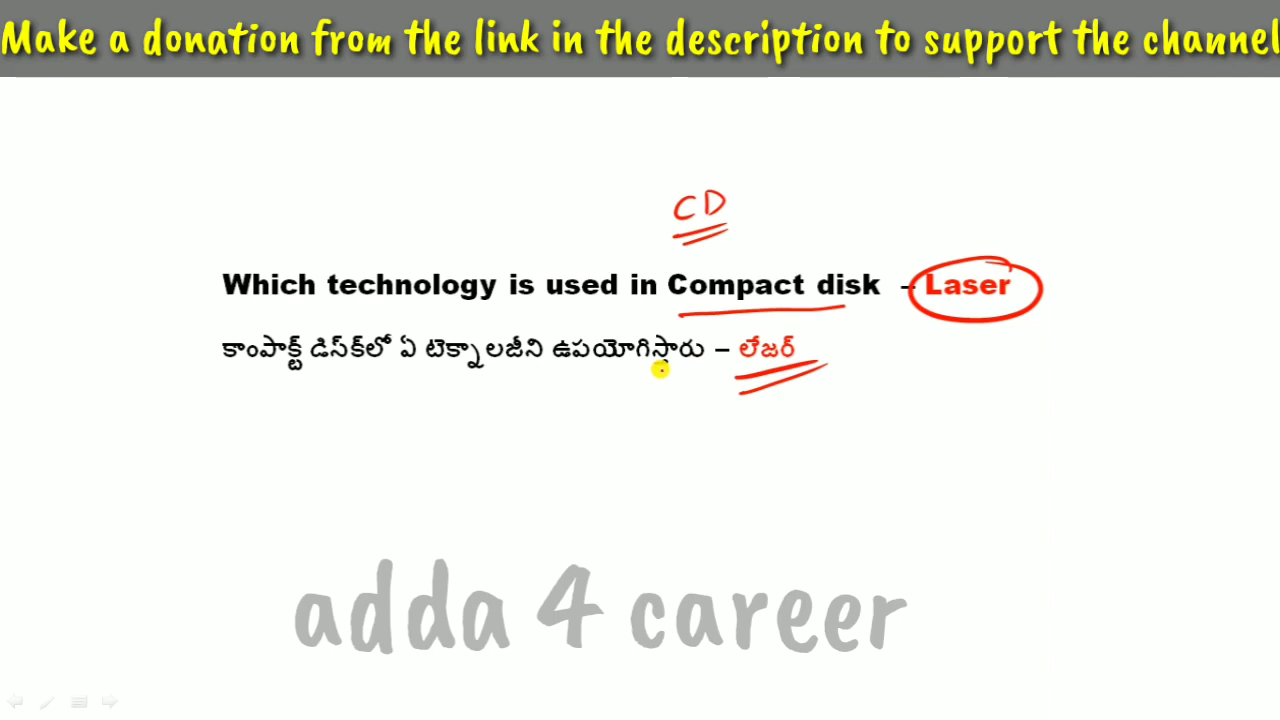 Make a donation from the link in the description to support the channel
CD
Which technology is used in Compact disk – Laser
కాంపాక్ట్ డిస్క్‌లో ఏ టెక్నాలజీని ఉపయోగిస్తారు – లేజర్
adda 4 career